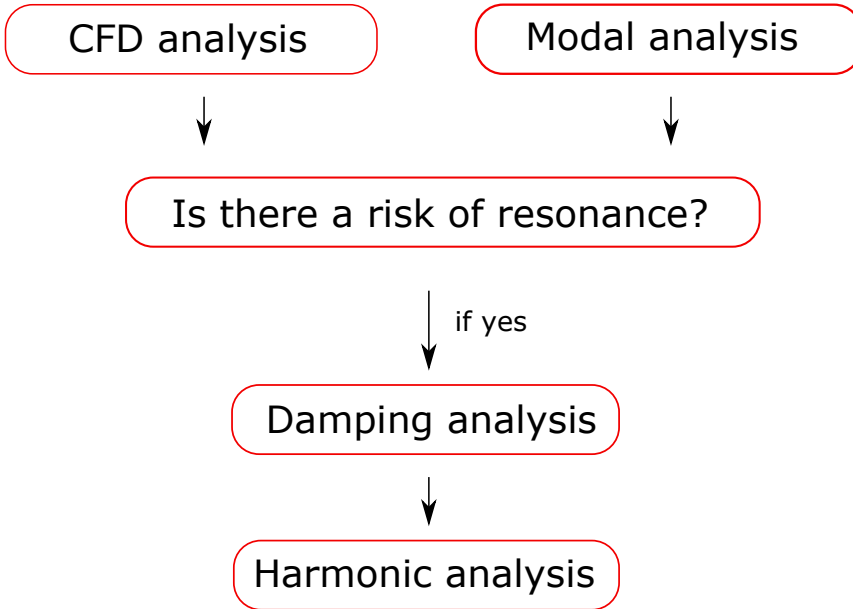 CFD analysis
Modal analysis
Is there a risk of resonance?
if yes
Damping analysis
Harmonic analysis